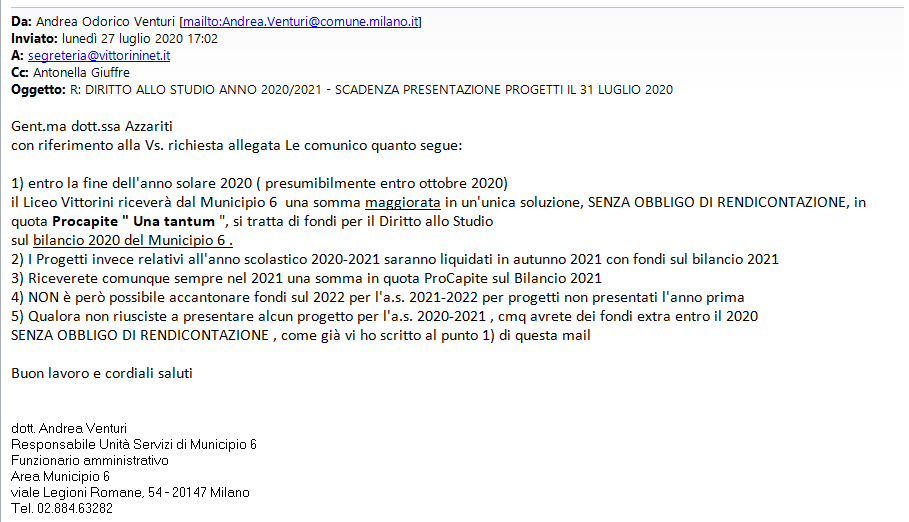 Da: Andrea Odorico Venturi [mailto:Andrea.Venturi@comune.milano.it]
Inviato: lunedì 27 luglio 2020 17:02
A: segreteria@vittorininet.it
Cc: Antonella Giuffre
Oggetto: R: DIRITTO ALLO STUDIO ANNO 2020/2021 - SCADENZA PRESENTAZIONE PROGETTI IL 31 LUGLIO 2020
Gent.ma dott.ssa Azzariti
con riferimento alla Vs. richiesta allegata Le comunico quanto segue:
1) entro la fine dell'anno solare 2020 ( presumibilmente entro ottobre 2020)
il Liceo Vittorini riceverà dal Municipio 6  una somma maggiorata in un'unica soluzione, SENZA OBBLIGO DI RENDICONTAZIONE, in
quota Procapite " Una tantum ", si tratta di fondi per il Diritto allo Studio
sul bilancio 2020 del Municipio 6 .
2) I Progetti invece relativi all'anno scolastico 2020-2021 saranno liquidati in autunno 2021 con fondi sul bilancio 2021
3) Riceverete comunque sempre nel 2021 una somma in quota ProCapite sul Bilancio 2021
4) NON è però possibile accantonare fondi sul 2022 per l'a.s. 2021-2022 per progetti non presentati l'anno prima
5) Qualora non riusciste a presentare alcun progetto per l'a.s. 2020-2021 , cmq avrete dei fondi extra entro il 2020
SENZA OBBLIGO DI RENDICONTAZIONE , come già vi ho scritto al punto 1) di questa mail
Buon lavoro e cordiali saluti
dott. Andrea Venturi
Responsabile Unità Servizi di Municipio 6
Funzionario amministrativo
Area Municipio 6
viale Legioni Romane, 54 - 20147 Milano
Tel. 02.884.63282